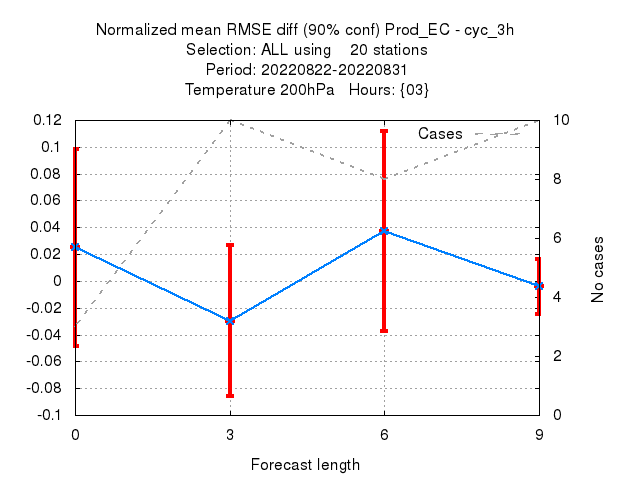 Normalized mean RMSE diff (90% conf) Prod_EC - cyc_3h
Selection: ALL using    20 stations
Period: 20220822-20220831
Temperature 200hPa   Hours: {03}
Cases
0.12
0.1
0.08
0.06
0.04
0.02
0
-0.02
-0.04
-0.06
-0.08
-0.1
10
8
6
4
2
0
No cases
0 3 6 9
Forecast length